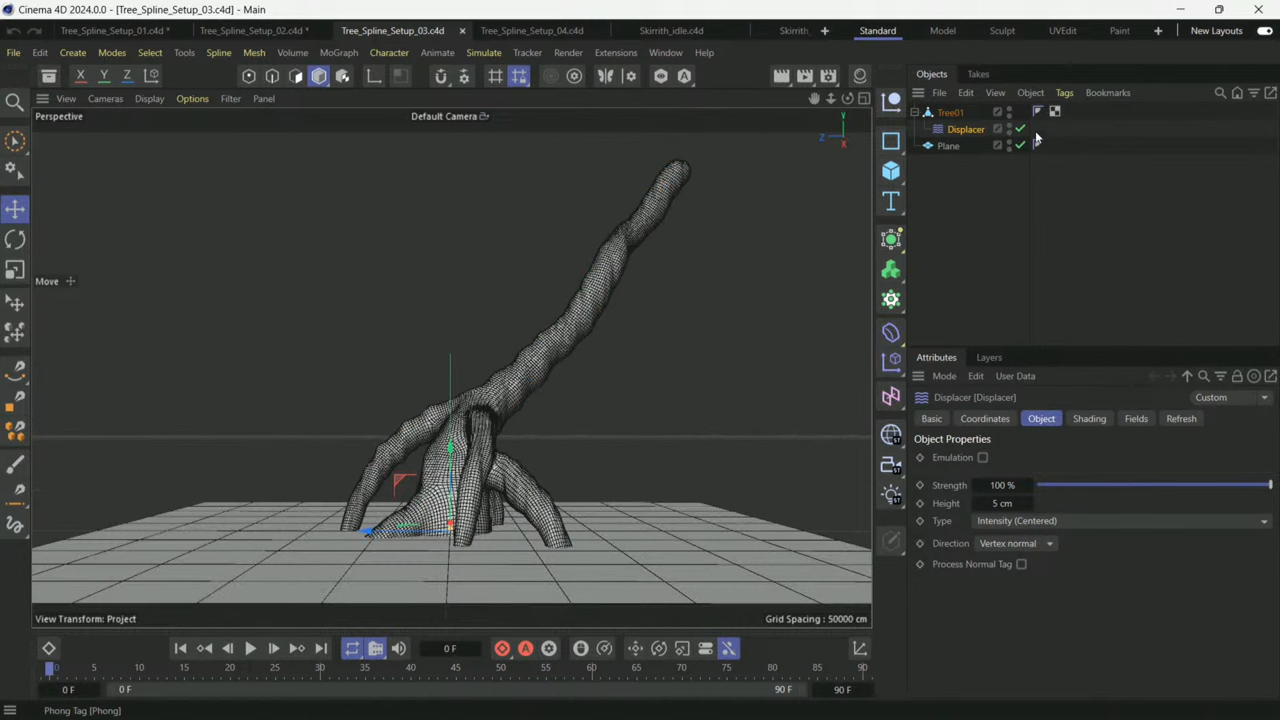 Cinema 4D 2024.0.0 - [Tree_Spline_Setup_03.c4d] - Main
Tree_Spline_Setup_01.c4d * Tree_Spline_Setup_02.c4d * Tree_Spline_Setup_03.c4d Tree_Spline_Setup_04.c4d Skirrith_idle.c4d Skirrith Standard Model Sculpt UVEdit Paint New Layouts
File Edit Create Modes Select Tools Spline Mesh Volume MoGraph Character Animate Simulate Tracker Render Extensions Window Help
X Y Z
Objects Takes
View Cameras Display Options Filter Panel
File Edit View Object Tags Bookmarks
Perspective Default Camera
Y Z X
Tree01
Displacer
Plane
Move
Attributes Layers
Mode Edit User Data
Displacer [Displacer] Custom
Basic Coordinates Object Shading Fields Refresh
Object Properties
Emulation
Strength 100 %
Height 5 cm
Type Intensity (Centered)
Direction Vertex normal
Process Normal Tag
View Transform: Project Grid Spacing : 50000 cm
0 F
0 5 10 15 20 25 30 35 40 45 50 55 60 65 70 75 80 85 90
0 F 0 F 90 F 90 F
Phong Tag [Phong]